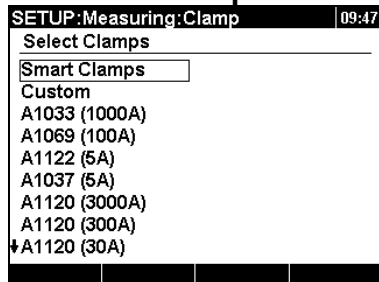 SETUP:Measuring:Clamp 09:47
Select Clamps
Smart Clamps
Custom
A1033 (1000A)
A1069 (100A)
A1122 (5A)
A1037 (5A)
A1120 (3000A)
A1120 (300A)
A1120 (30A)